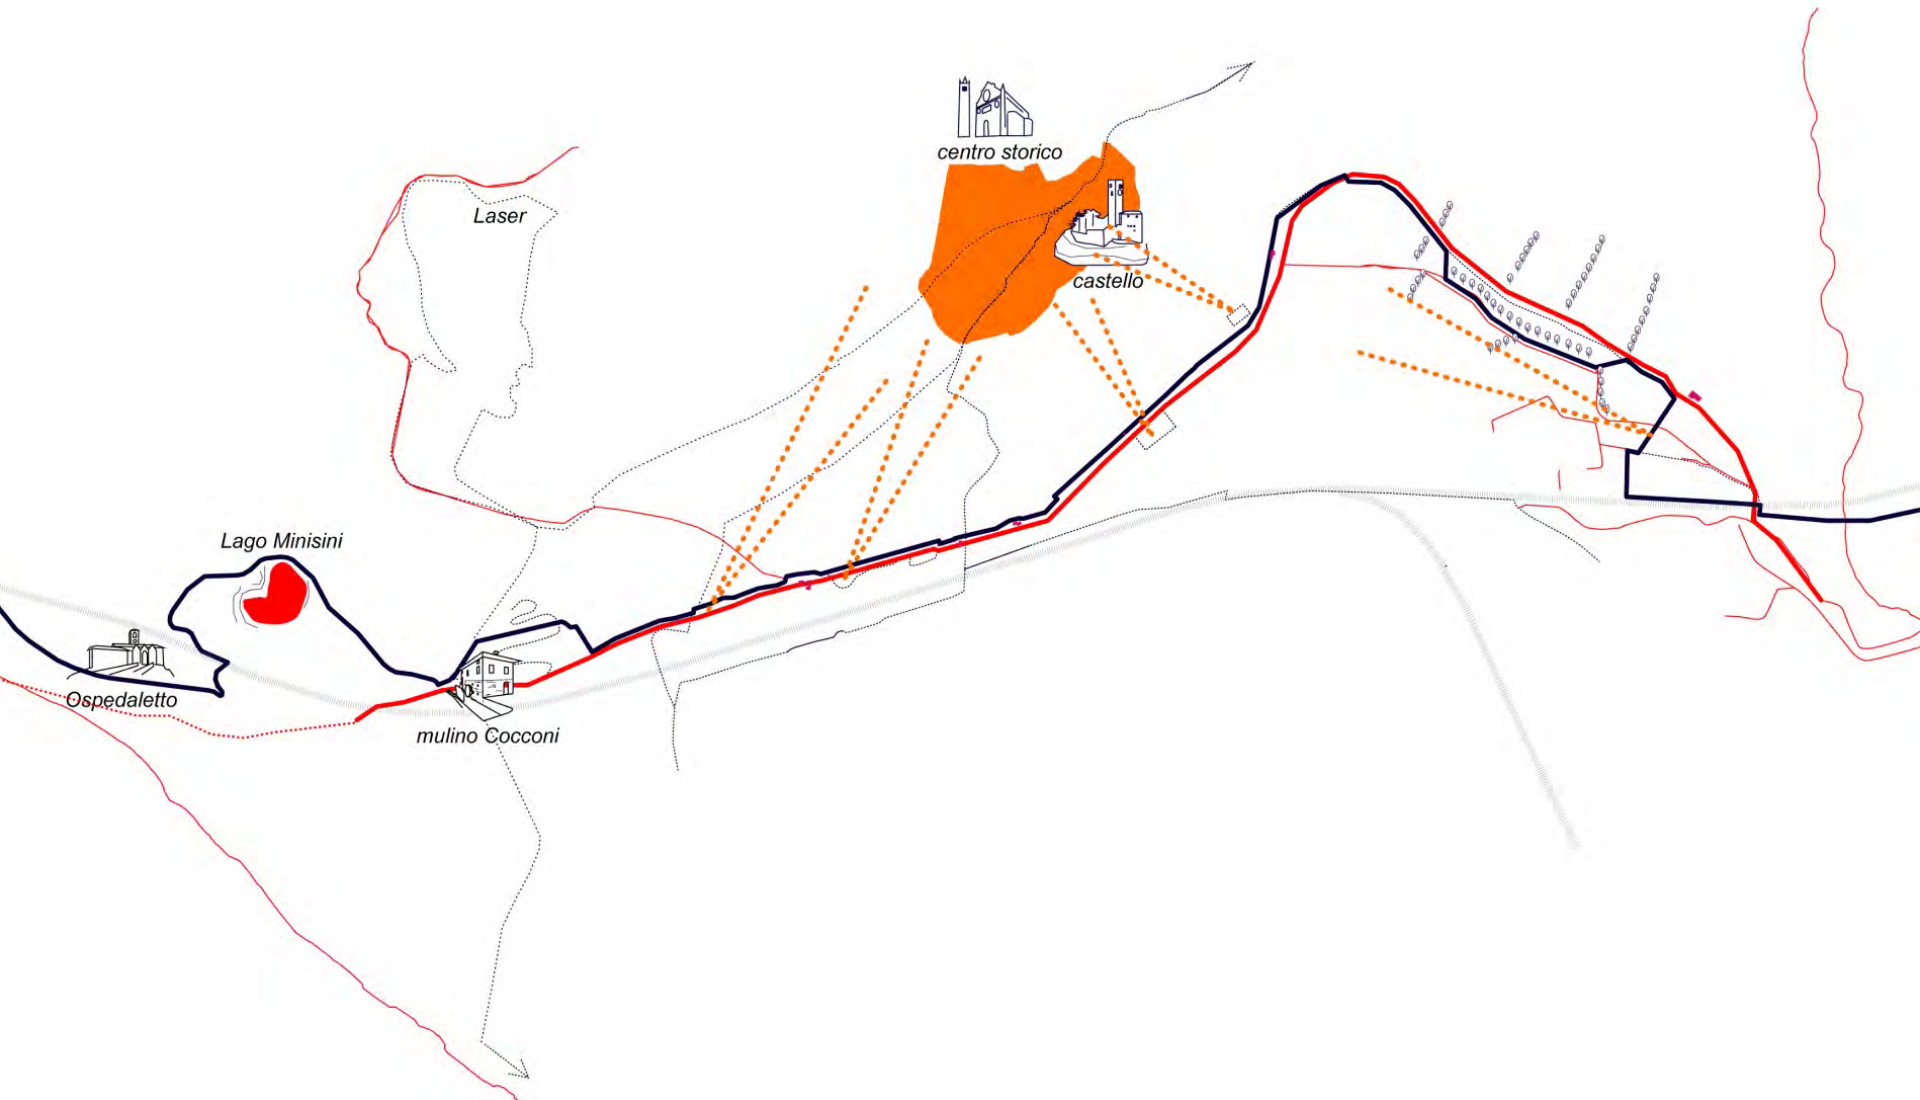 centro storico
Laser
castello
Lago Minisini
Ospedaletto
mulino Cocconi